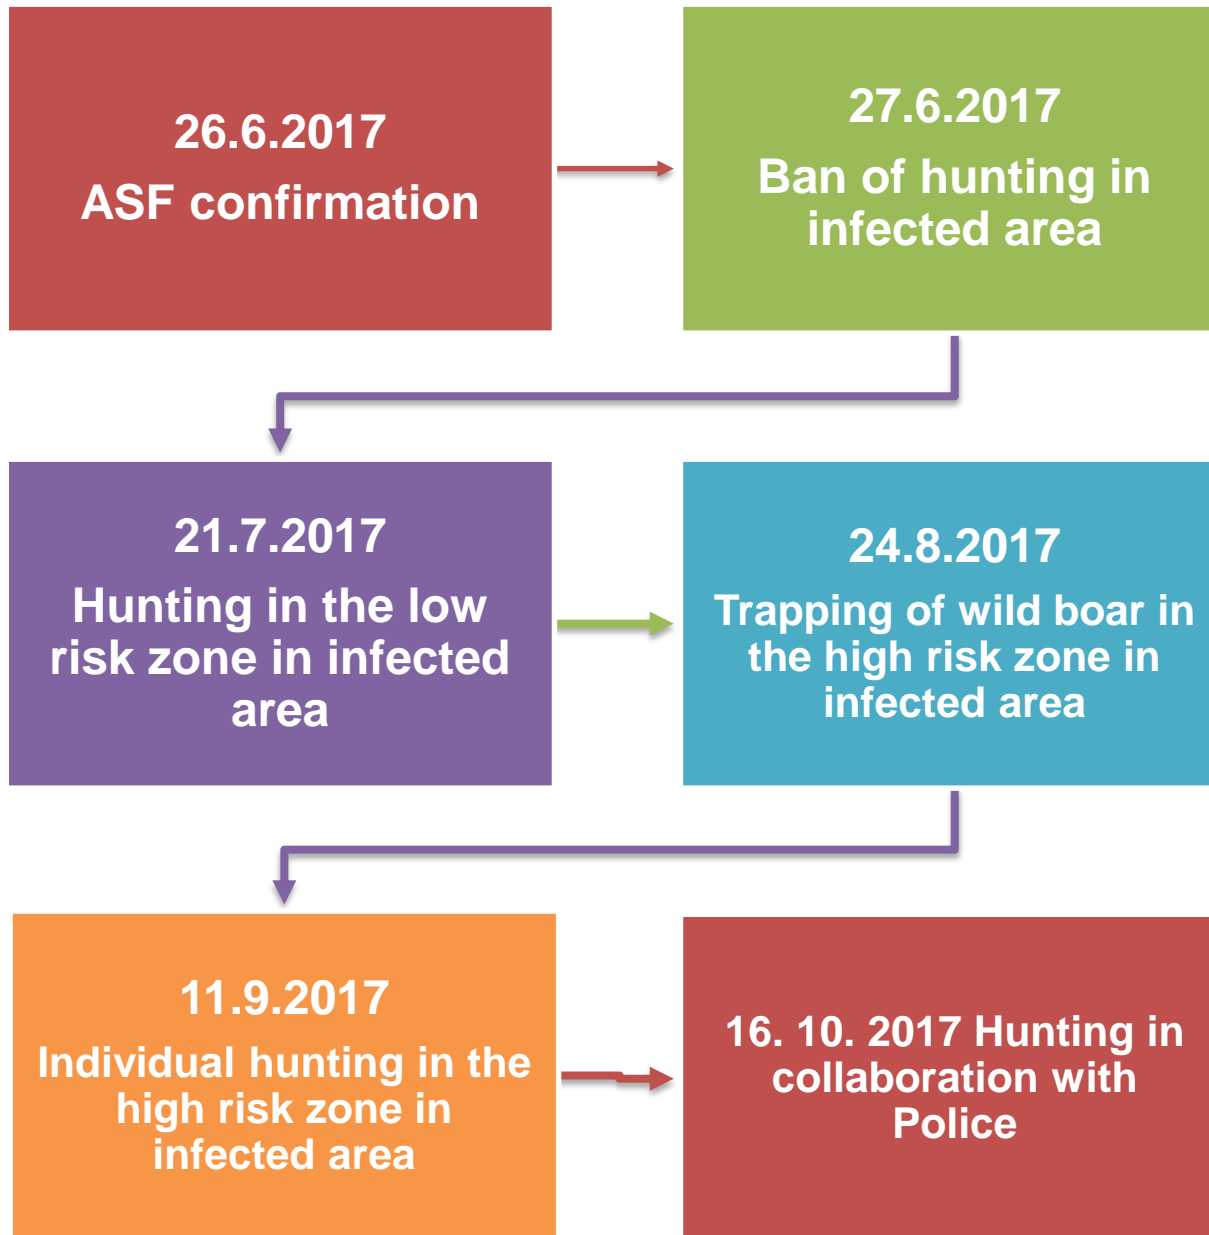 26.6.2017
ASF confirmation
27.6.2017
Ban of hunting in
infected area
21.7.2017
Hunting in the low
risk zone in infected
area
24.8.2017
Trapping of wild boar in
the high risk zone in
infected area
11.9.2017
Individual hunting in the
high risk zone in
infected area
16. 10. 2017 Hunting in
collaboration with
Police